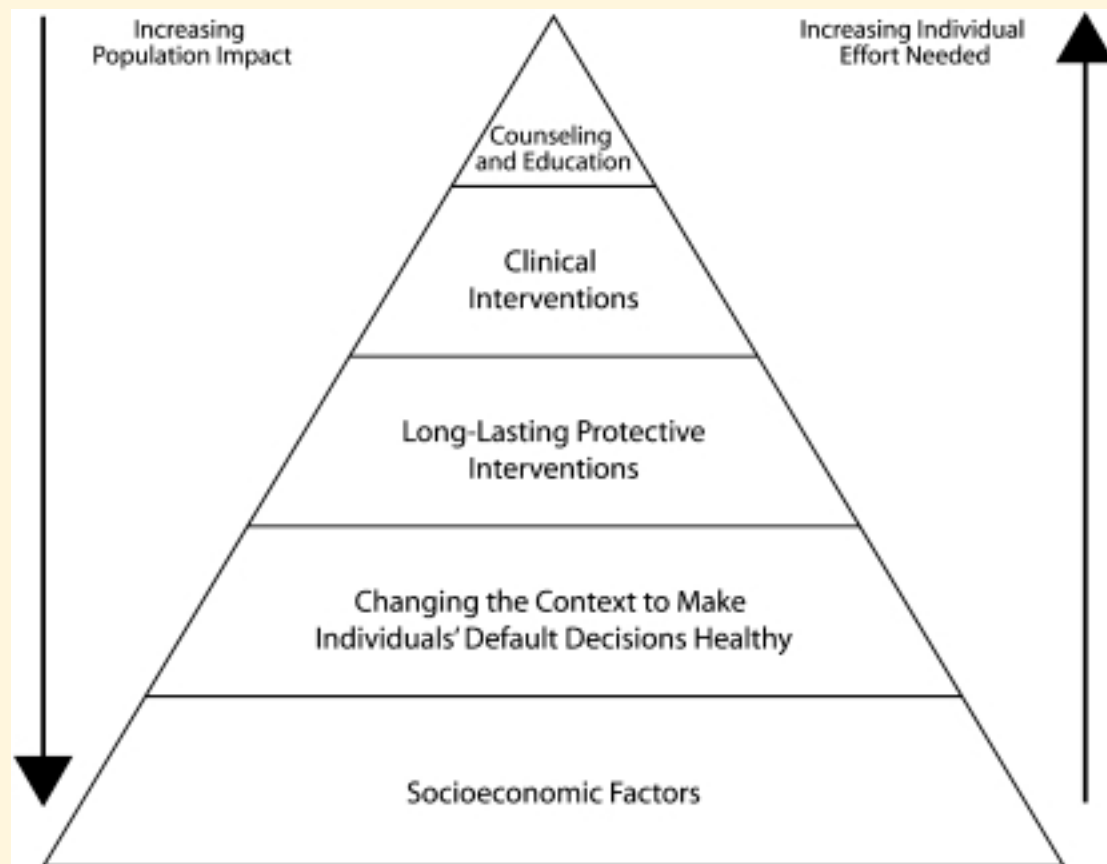 Increasing
Population Impact
Increasing Individual
Effort Needed
Counseling
and Education
Clinical
Interventions
Long-Lasting Protective
Interventions
Changing the Context to Make
Individuals’ Default Decisions Healthy
Socioeconomic Factors